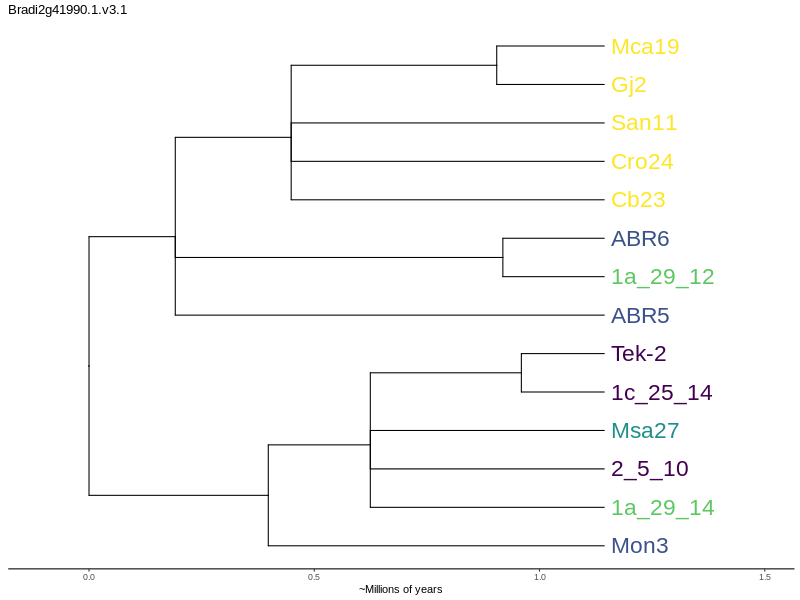 Bradi2g41990.1.v3.1
Mca19
Gj2
San11
Cro24
Cb23
ABR6
1a_29_12
ABR5
Tek-2
1c_25_14
Msa27
2_5_10
1a_29_14
Mon3
0.0 0.5 1.0 1.5
~Millions of years